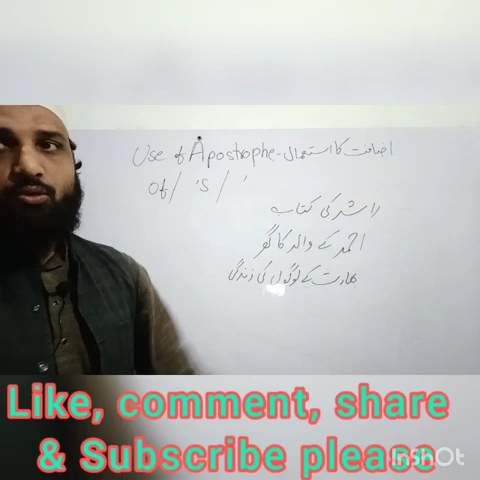 Use of Apostrophe - اضافت کا استعمال
of / 's / '
راشد کی کتاب
احمد کے والد کا گھر
بھارت کے لوگوں کی زندگی
Like, comment, share
& Subscribe please
InShOt